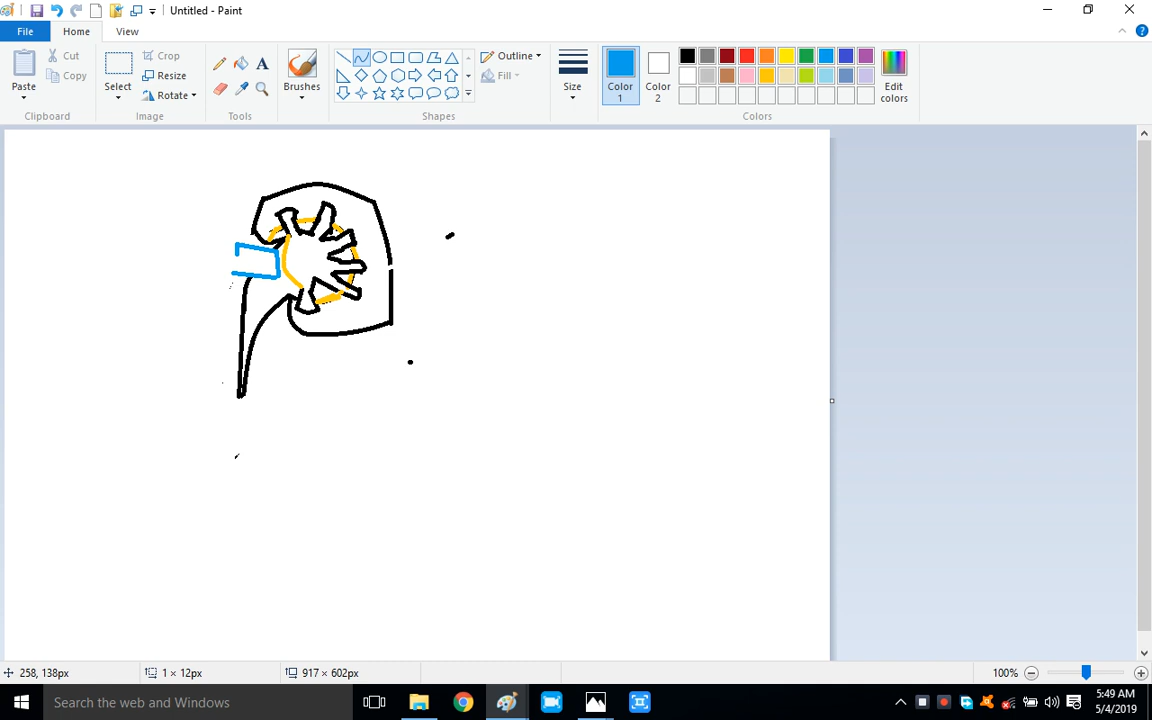 Untitled - Paint
File
Home
View
Paste
Cut
Copy
Clipboard
Select
Crop
Resize
Rotate
Image
Tools
Brushes
Outline
Fill
Shapes
Size
Color 1
Color 2
Edit colors
Colors
258, 138px
1 × 12px
917 × 602px
100%
Search the web and Windows
5:49 AM
5/4/2019